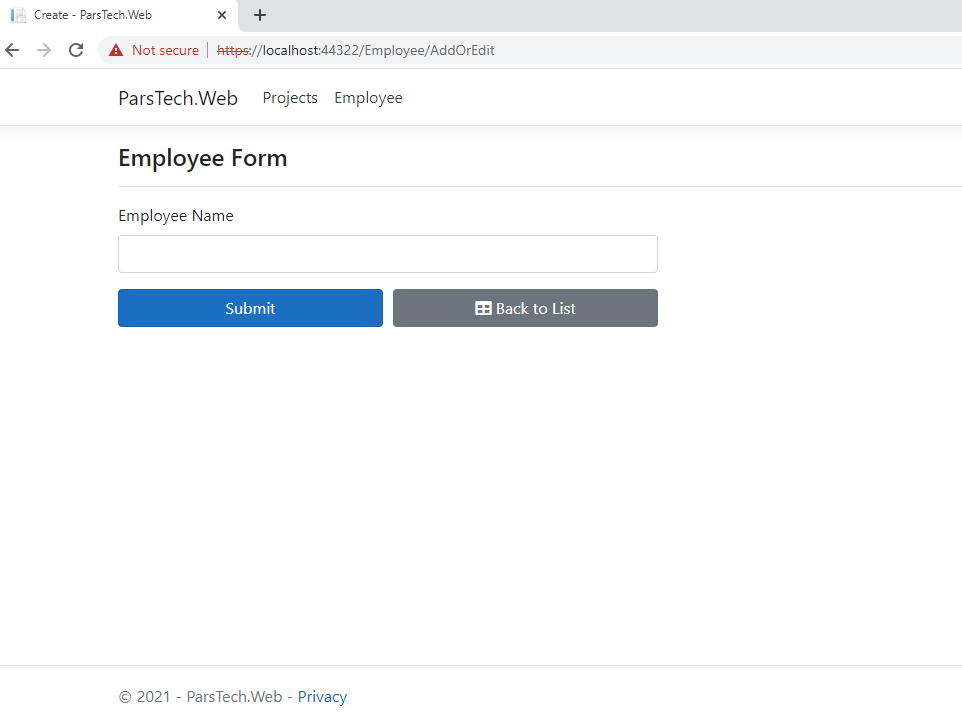 Create - ParsTech.Web
Not secure | https://localhost:44322/Employee/AddOrEdit
ParsTech.Web Projects Employee
Employee Form
Employee Name
Submit Back to List
© 2021 - ParsTech.Web - Privacy